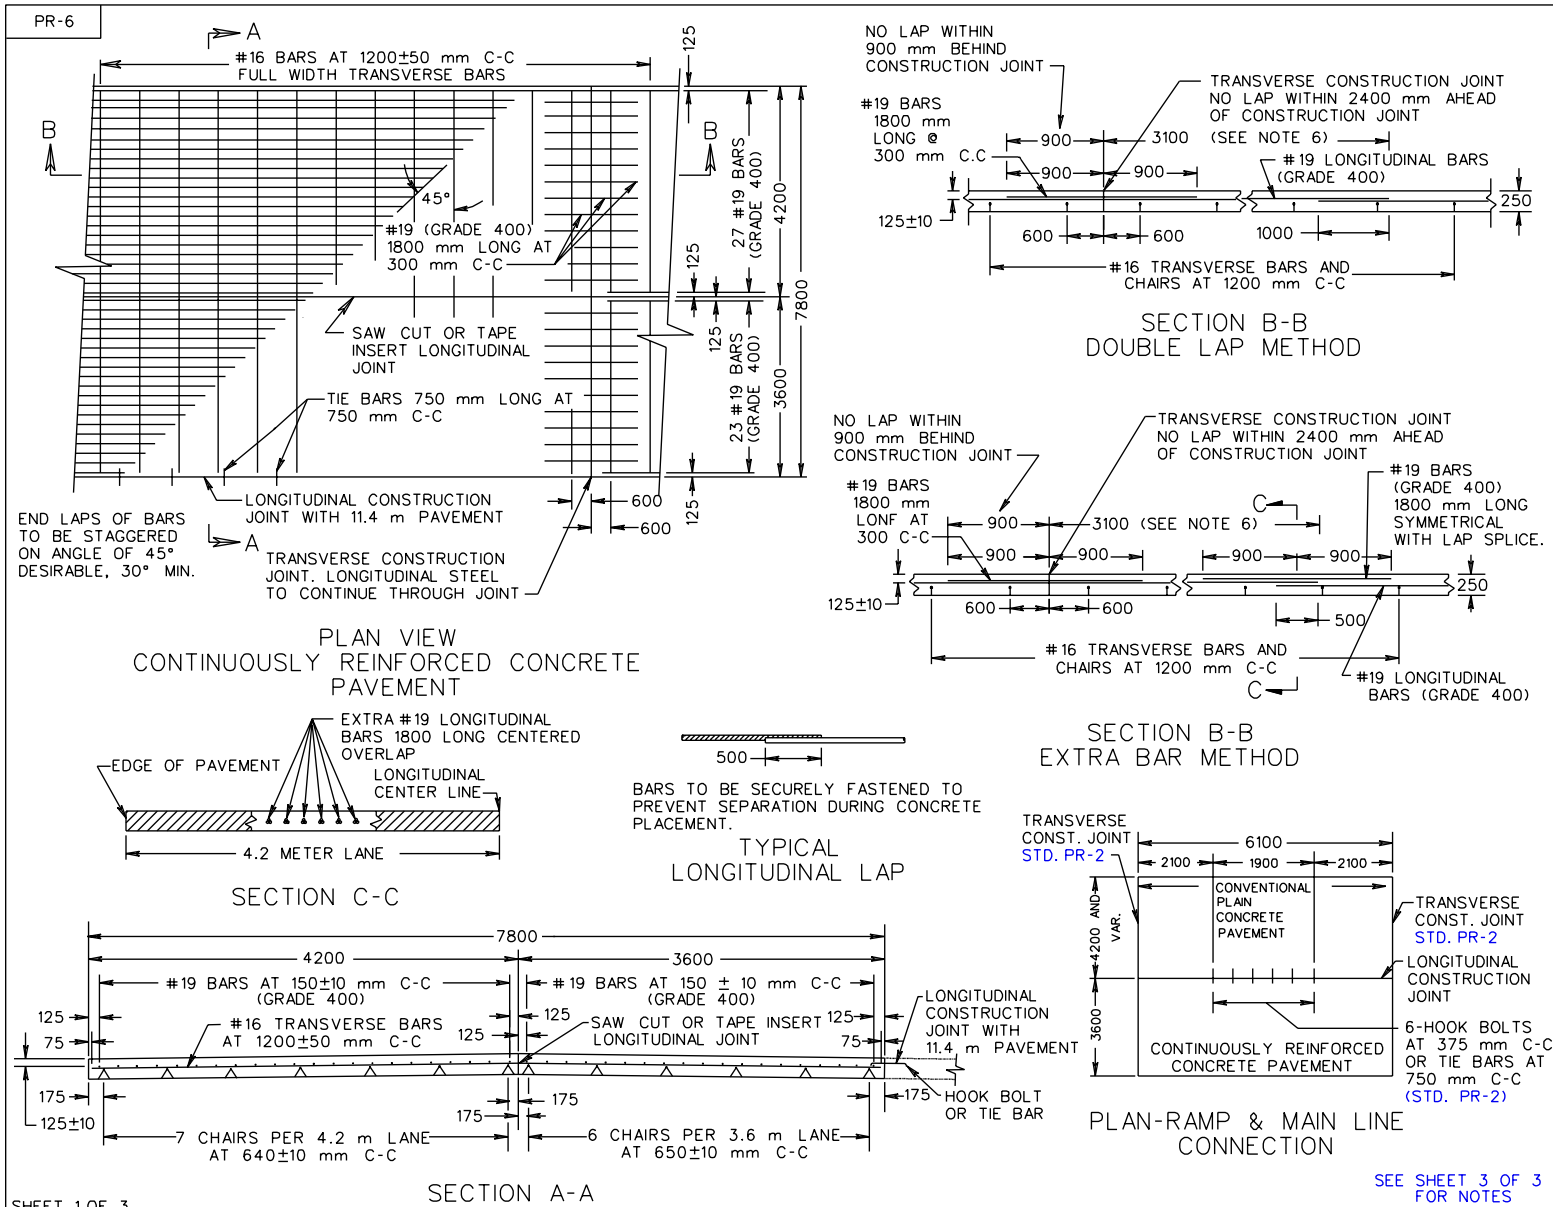 PR-6
A
#16 BARS AT 1200±50 mm C-C
FULL WIDTH TRANSVERSE BARS
125
B
B
45°
#19 (GRADE 400)
1800 mm LONG AT
300 mm C-C
27 #19 BARS
(GRADE 400)
4200
7800
125
125
23 #19 BARS
(GRADE 400)
3600
SAW CUT OR TAPE
INSERT LONGITUDINAL
JOINT
TIE BARS 750 mm LONG AT
750 mm C-C
LONGITUDINAL CONSTRUCTION
JOINT WITH 11.4 m PAVEMENT
600
600
125
END LAPS OF BARS
TO BE STAGGERED
ON ANGLE OF 45°
DESIRABLE, 30° MIN.
A
TRANSVERSE CONSTRUCTION
JOINT. LONGITUDINAL STEEL
TO CONTINUE THROUGH JOINT
PLAN VIEW
CONTINUOUSLY REINFORCED CONCRETE
PAVEMENT
NO LAP WITHIN
900 mm BEHIND
CONSTRUCTION JOINT
TRANSVERSE CONSTRUCTION JOINT
NO LAP WITHIN 2400 mm AHEAD
OF CONSTRUCTION JOINT
#19 BARS
1800 mm
LONG @
300 mm C.C
900
3100
(SEE NOTE 6)
900
900
#19 LONGITUDINAL BARS
(GRADE 400)
125±10
250
600
600
1000
#16 TRANSVERSE BARS AND
CHAIRS AT 1200 mm C-C
SECTION B-B
DOUBLE LAP METHOD
NO LAP WITHIN
900 mm BEHIND
CONSTRUCTION JOINT
TRANSVERSE CONSTRUCTION JOINT
NO LAP WITHIN 2400 mm AHEAD
OF CONSTRUCTION JOINT
#19 BARS
1800 mm
LONF AT
300 C-C
#19 BARS
(GRADE 400)
1800 mm LONG
SYMMETRICAL
WITH LAP SPLICE.
C
900
3100 (SEE NOTE 6)
900
900
900
900
125±10
250
600
600
500
#16 TRANSVERSE BARS AND
CHAIRS AT 1200 mm C-C
C
#19 LONGITUDINAL
BARS (GRADE 400)
SECTION B-B
EXTRA BAR METHOD
EXTRA #19 LONGITUDINAL
BARS 1800 LONG CENTERED
OVERLAP
EDGE OF PAVEMENT
LONGITUDINAL
CENTER LINE
4.2 METER LANE
SECTION C-C
500
BARS TO BE SECURELY FASTENED TO
PREVENT SEPARATION DURING CONCRETE
PLACEMENT.
TYPICAL
LONGITUDINAL LAP
7800
4200
3600
#19 BARS AT 150±10 mm C-C
(GRADE 400)
#19 BARS AT 150 ± 10 mm C-C
(GRADE 400)
125
75
#16 TRANSVERSE BARS
AT 1200±50 mm C-C
125
125
SAW CUT OR TAPE INSERT
LONGITUDINAL JOINT
125
75
LONGITUDINAL
CONSTRUCTION
JOINT WITH
11.4 m PAVEMENT
175
125±10
175
175
175
HOOK BOLT
OR TIE BAR
7 CHAIRS PER 4.2 m LANE
AT 640±10 mm C-C
6 CHAIRS PER 3.6 m LANE
AT 650±10 mm C-C
SECTION A-A
TRANSVERSE
CONST. JOINT
STD. PR-2
6100
2100
1900
2100
4200 AND
VAR.
3600
CONVENTIONAL
PLAIN
CONCRETE
PAVEMENT
TRANSVERSE
CONST. JOINT
STD. PR-2
LONGITUDINAL
CONSTRUCTION
JOINT
6-HOOK BOLTS
AT 375 mm C-C
OR TIE BARS AT
750 mm C-C
(STD. PR-2)
CONTINUOUSLY REINFORCED
CONCRETE PAVEMENT
PLAN-RAMP & MAIN LINE
CONNECTION
SEE SHEET 3 OF 3
FOR NOTES
SHEET 1 OF 3